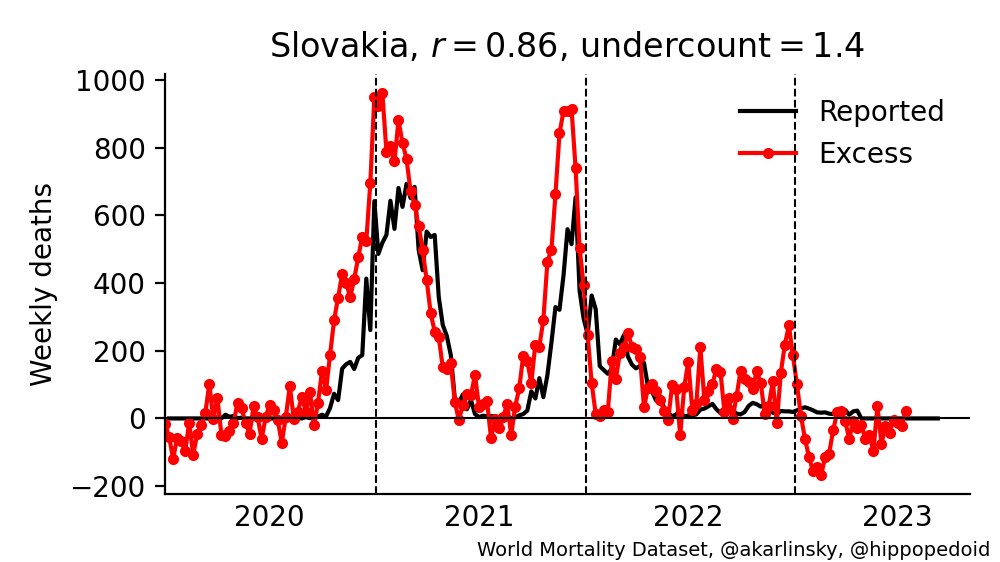 Slovakia, r = 0.86, undercount = 1.4
1000
800
600
400
200
0
−200
Weekly deaths
Reported
Excess
2020
2021
2022
2023
World Mortality Dataset, @akarlinsky, @hippopedoid